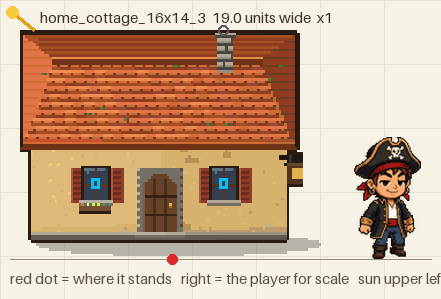 home_cottage_16x14_3 19.0 units wide x1
red dot = where it stands right = the player for scale sun upper lef